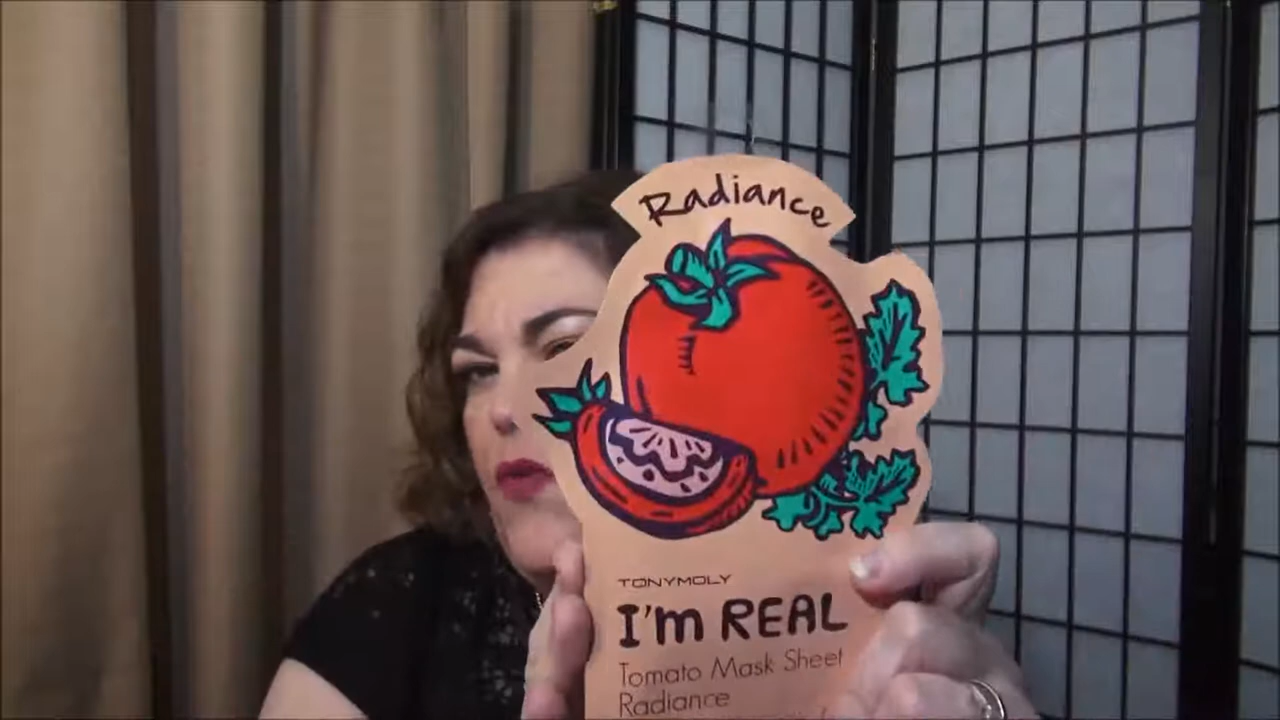 Radiance
TONYMOLY
I'm REAL
Tomato Mask Sheet
Radiance